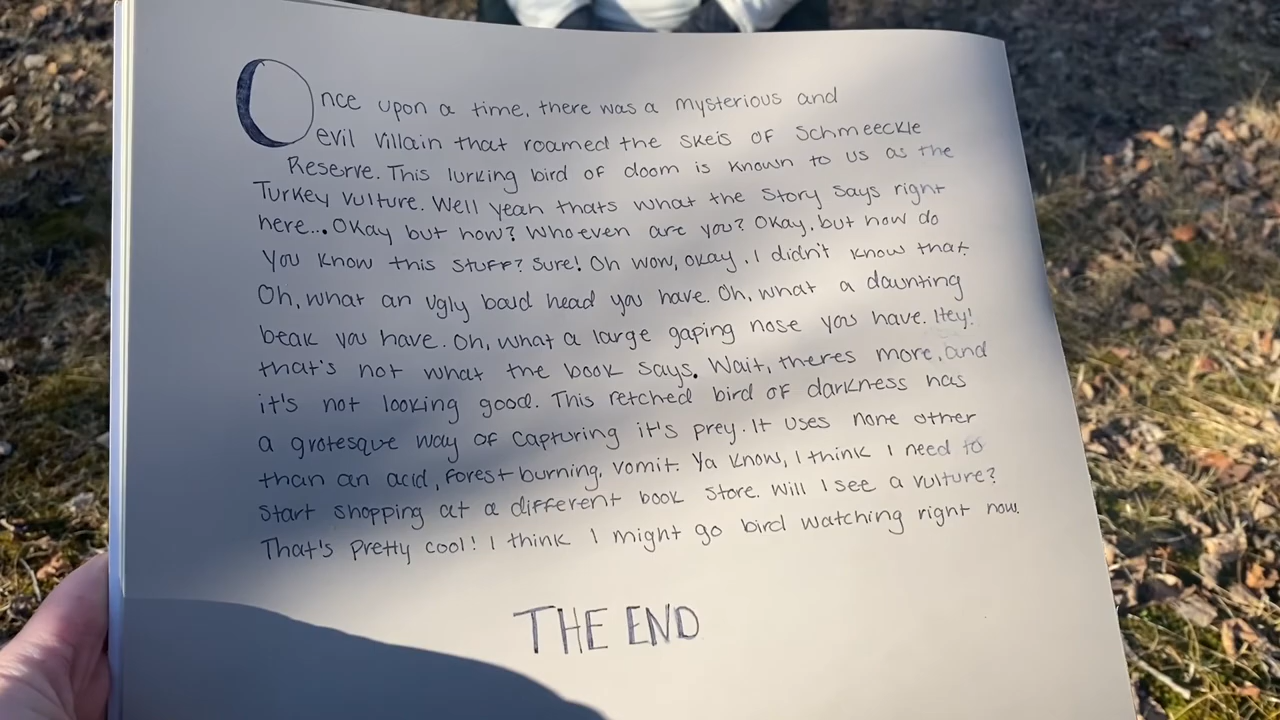 Once upon a time, there was a mysterious and
evil villain that roamed the skeis of Schmeeckle
Reserve. This lurking bird of doom is known to us as the
Turkey Vulture. Well yeah thats what the story says right
here... Okay but how? Who even are you? Okay, but how do
you know this stuff? Sure! Oh wow, okay. I didn't know that.
Oh, what an ugly bald head you have. Oh, what a daunting
beak you have. Oh, what a large gaping nose you have. Hey!
that's not what the book says. Wait, theres more, and
it's not looking good. This retched bird of darkness has
a grotesque way of capturing it's prey. It uses none other
than an acid, forest burning, vomit. Ya know, I think I need to
start shopping at a different book store. Will I see a vulture?
That's pretty cool! I think I might go bird watching right now.
THE END